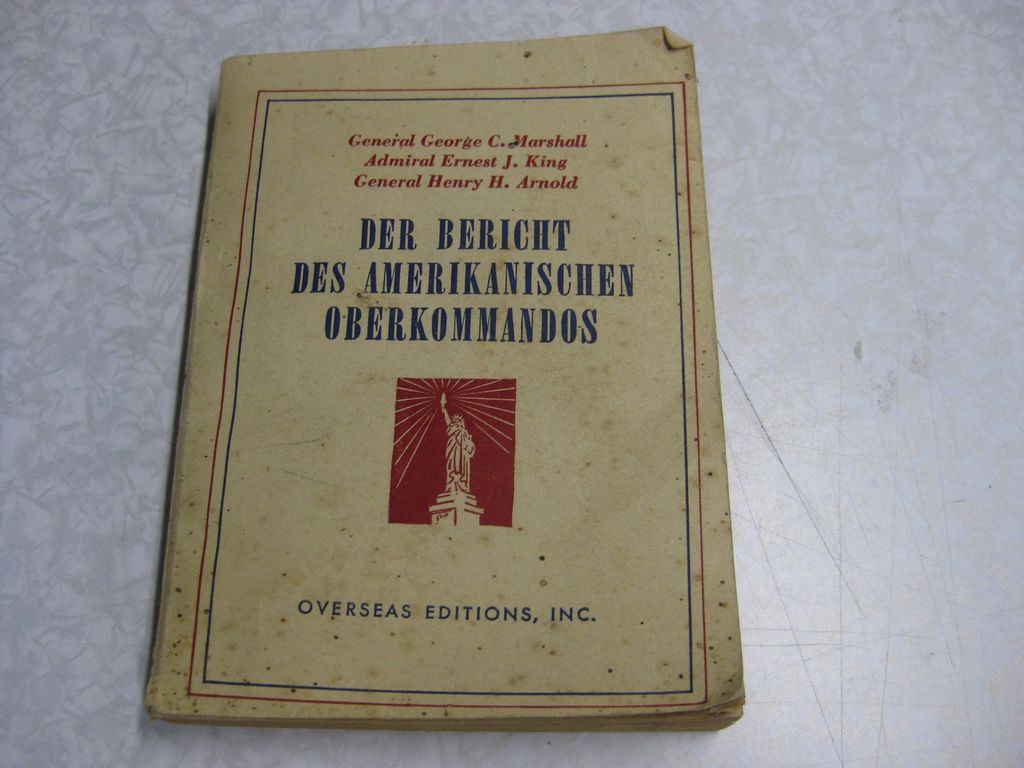 General George C. Marshall
Admiral Ernest J. King
General Henry H. Arnold
DER BERICHT
DES AMERIKANISCHEN
OBERKOMMANDOS
OVERSEAS EDITIONS, INC.